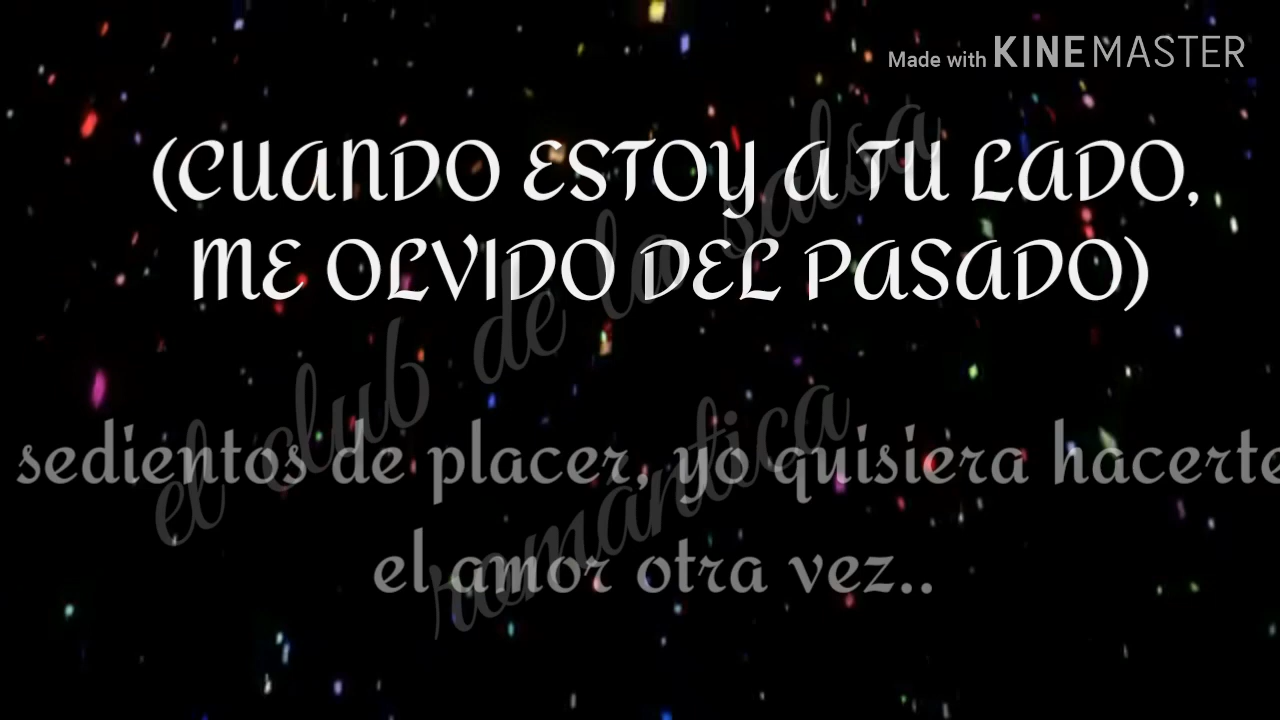 Made with KINEMASTER
(CUANDO ESTOY A TU LADO,
ME OLVIDO DEL PASADO)
el club de la salsa
romantica
sedientos de placer, yo quisiera hacerte
el amor otra vez..